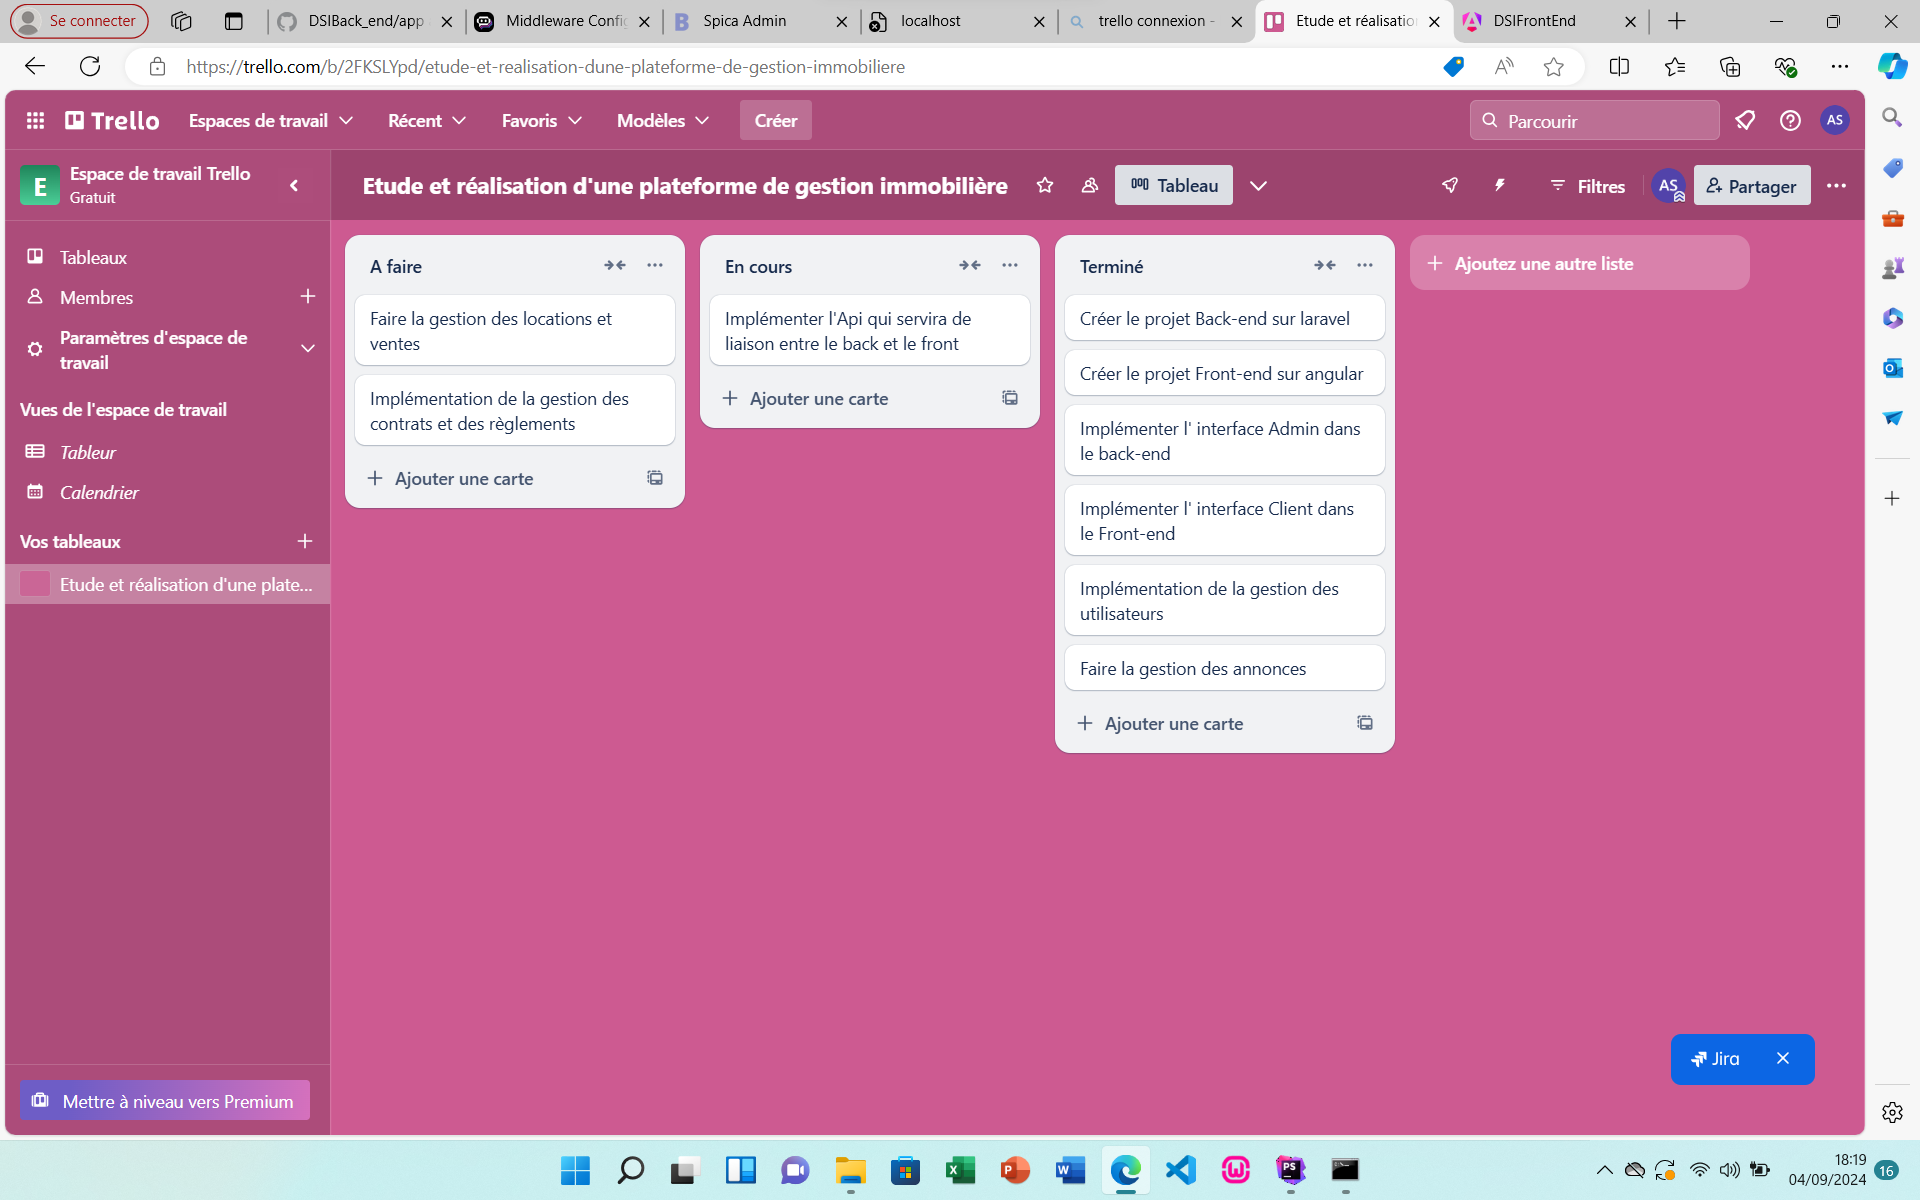 Se connecter
DSIBack_end/app
Middleware Config
Spica Admin
localhost
trello connexion -
Etude et réalisation
DSIFrontEnd
https://trello.com/b/2FKSLYpd/etude-et-realisation-dune-plateforme-de-gestion-immobiliere
Trello
Espaces de travail
Récent
Favoris
Modèles
Créer
Parcourir
AS
E
Espace de travail Trello
Gratuit
Etude et réalisation d'une plateforme de gestion immobilière
Tableau
Filtres
AS
Partager
Tableaux
Membres
Paramètres d'espace de
travail
Vues de l'espace de travail
Tableur
Calendrier
Vos tableaux
Etude et réalisation d'une plate...
Mettre à niveau vers Premium
A faire
Faire la gestion des locations et
ventes
Implémentation de la gestion des
contrats et des règlements
Ajouter une carte
En cours
Implémenter l'Api qui servira de
liaison entre le back et le front
Ajouter une carte
Terminé
Créer le projet Back-end sur laravel
Créer le projet Front-end sur angular
Implémenter l' interface Admin dans
le back-end
Implémenter l' interface Client dans
le Front-end
Implémentation de la gestion des
utilisateurs
Faire la gestion des annonces
Ajouter une carte
Ajoutez une autre liste
Jira
18:19
04/09/2024
16